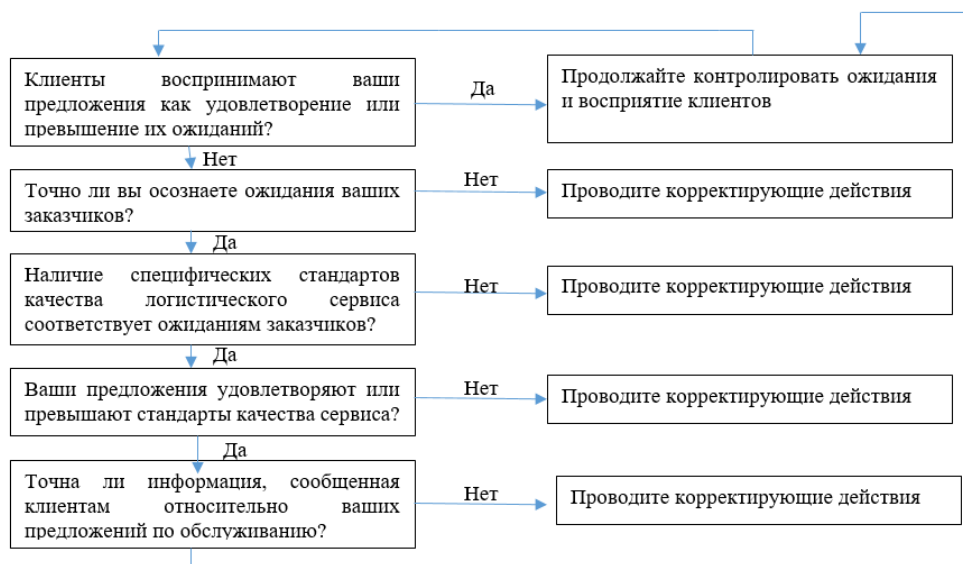 Клиенты воспринимают ваши
предложения как удовлетворение или
превышение их ожиданий?
Да
Продолжайте контролировать ожидания
и восприятие клиентов
Нет
Точно ли вы осознаете ожидания ваших
заказчиков?
Нет
Проводите корректирующие действия
Да
Наличие специфических стандартов
качества логистического сервиса
соответствует ожиданиям заказчиков?
Нет
Проводите корректирующие действия
Да
Ваши предложения удовлетворяют или
превышают стандарты качества сервиса?
Нет
Проводите корректирующие действия
Да
Точна ли информация, сообщенная
клиентам относительно ваших
предложений по обслуживанию?
Нет
Проводите корректирующие действия